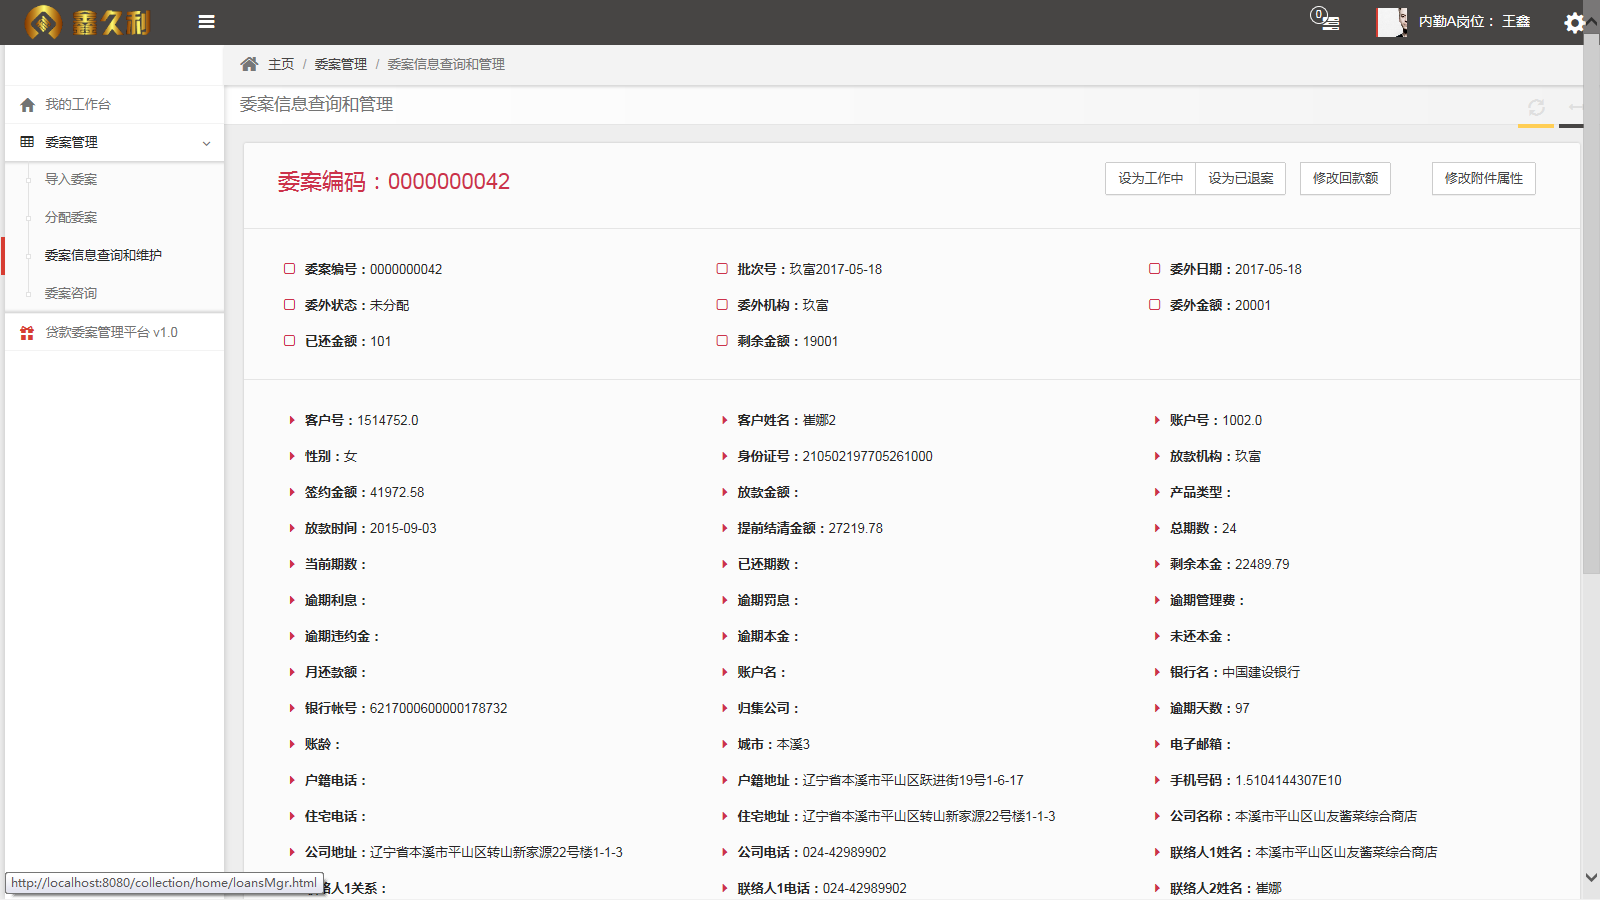 鑫久利
0
内勤A岗位： 王鑫
主页 / 委案管理 / 委案信息查询和管理
我的工作台
委案管理
导入委案
分配委案
委案信息查询和维护
委案咨询
贷款委案管理平台 v1.0
委案信息查询和管理
委案编码：0000000042
设为工作中 设为已退案 修改回款额 修改附件属性
委案编号：0000000042 批次号：玖富2017-05-18 委外日期：2017-05-18
委外状态：未分配 委外机构：玖富 委外金额：20001
已还金额：101 剩余金额：19001
客户号：1514752.0 客户姓名：崔娜2 账户号：1002.0
性别：女 身份证号：210502197705261000 放款机构：玖富
签约金额：41972.58 放款金额： 产品类型：
放款时间：2015-09-03 提前结清金额：27219.78 总期数：24
当前期数： 已还期数： 剩余本金：22489.79
逾期利息： 逾期罚息： 逾期管理费：
逾期违约金： 逾期本金： 未还本金：
月还款额： 账户名： 银行名：中国建设银行
银行帐号：6217000600000178732 归集公司： 逾期天数：97
账龄： 城市：本溪3 电子邮箱：
户籍电话： 户籍地址：辽宁省本溪市平山区跃进街19号1-6-17 手机号码：1.5104144307E10
住宅电话： 住宅地址：辽宁省本溪市平山区转山新家源22号楼1-1-3 公司名称：本溪市平山区山友酱菜综合商店
公司地址：辽宁省本溪市平山区转山新家源22号楼1-1-3 公司电话：024-42989902 联络人1姓名：本溪市平山区山友酱菜综合商店
络人1关系： 联络人1电话：024-42989902 联络人2姓名：崔娜
http://localhost:8080/collection/home/loansMgr.html